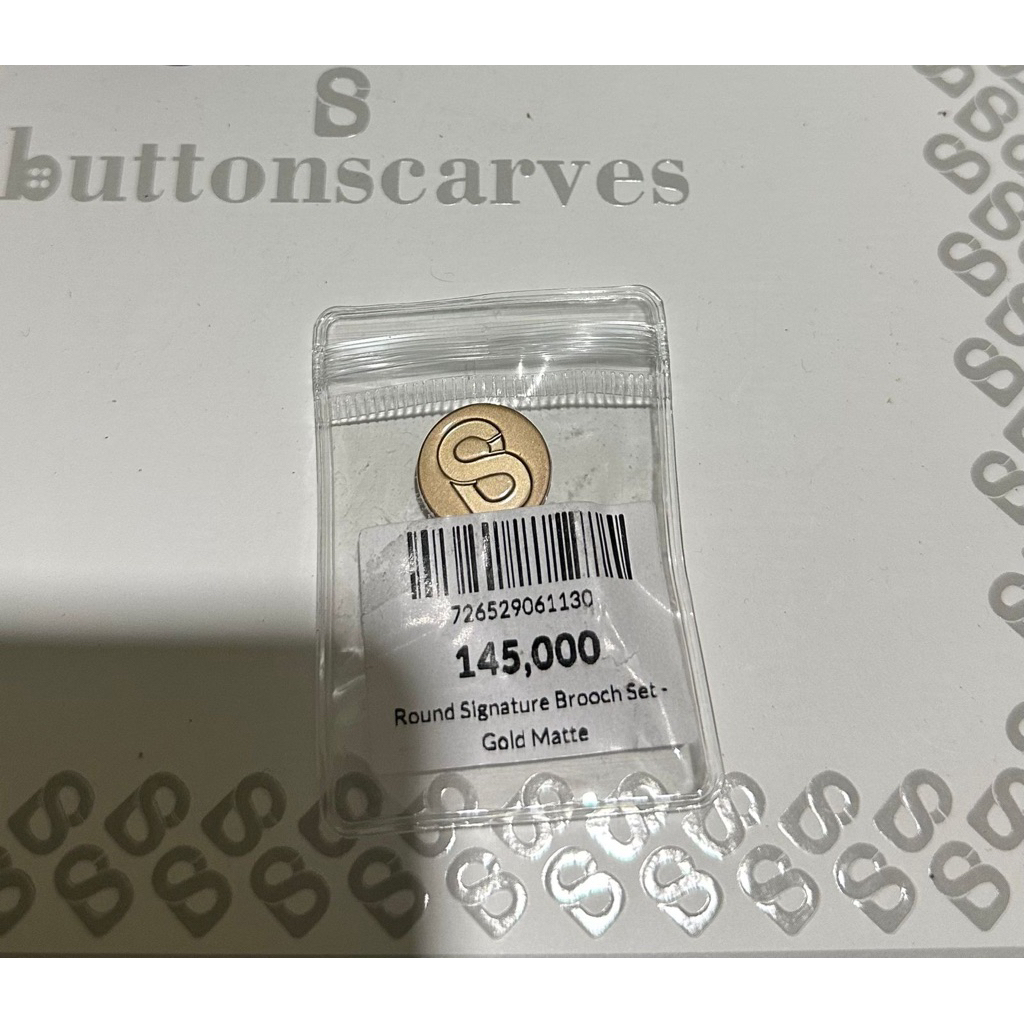 buttonscarves
726529061130
145,000
Round Signature Brooch Set -
Gold Matte